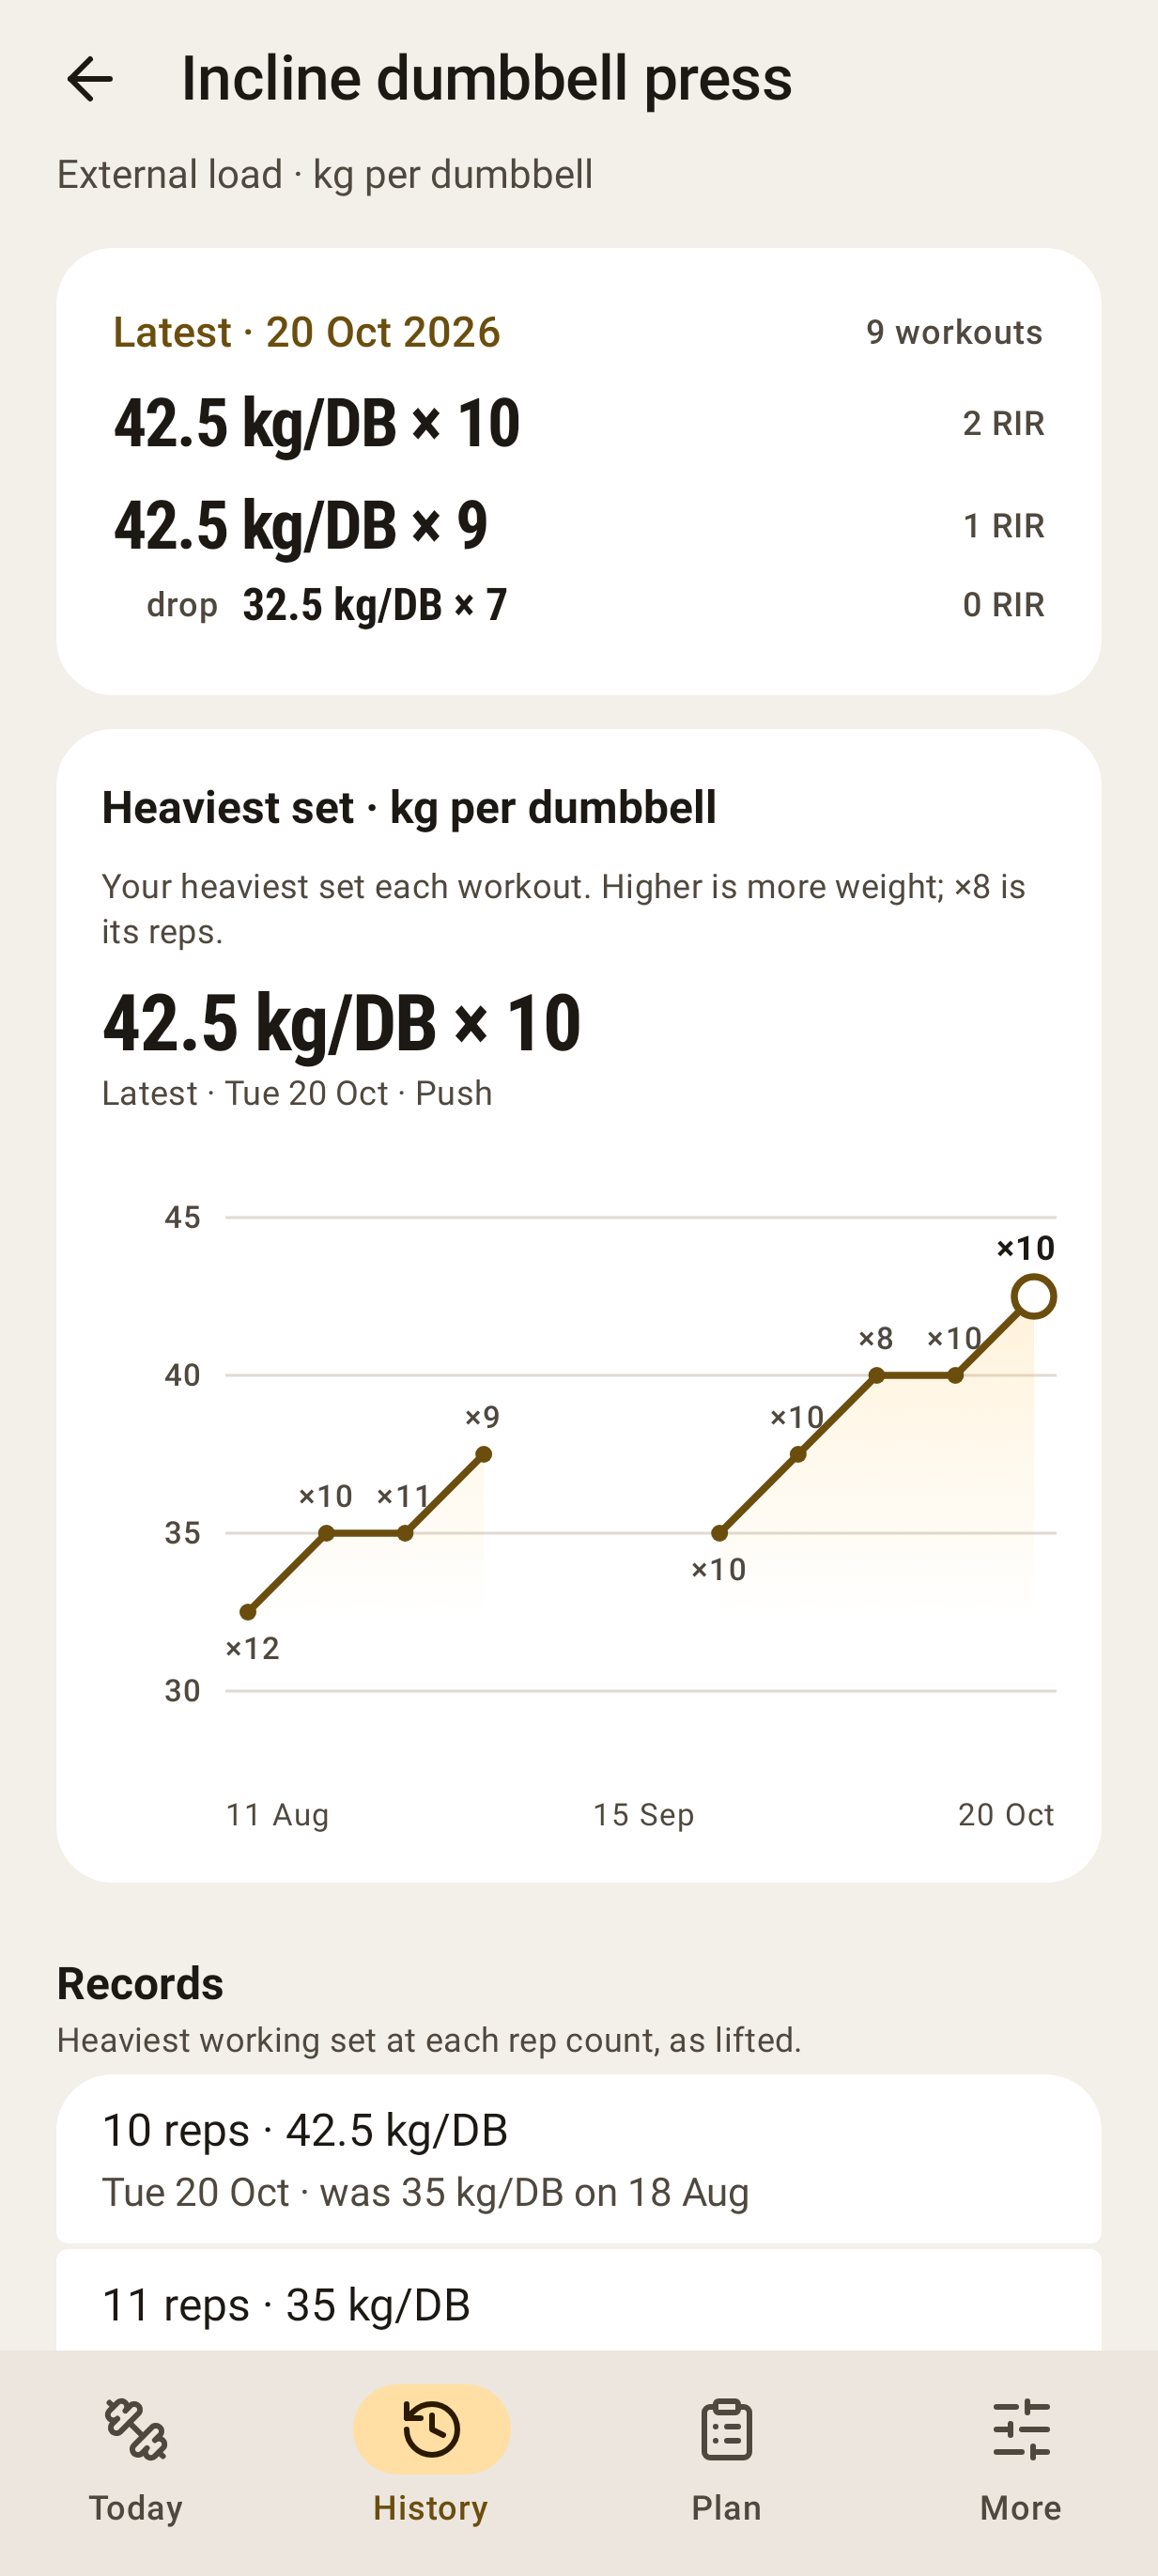 Incline dumbbell press
External load · kg per dumbbell
Latest · 20 Oct 2026
9 workouts
42.5 kg/DB × 10
2 RIR
42.5 kg/DB × 9
1 RIR
drop 32.5 kg/DB × 7
0 RIR
Heaviest set · kg per dumbbell
Your heaviest set each workout. Higher is more weight; ×8 is
its reps.
42.5 kg/DB × 10
Latest · Tue 20 Oct · Push
45
×10
×8 ×10
40
×9
×10
×10 ×11
35
×10
×12
30
11 Aug
15 Sep
20 Oct
Records
Heaviest working set at each rep count, as lifted.
10 reps · 42.5 kg/DB
Tue 20 Oct · was 35 kg/DB on 18 Aug
11 reps · 35 kg/DB
Today
History
Plan
More